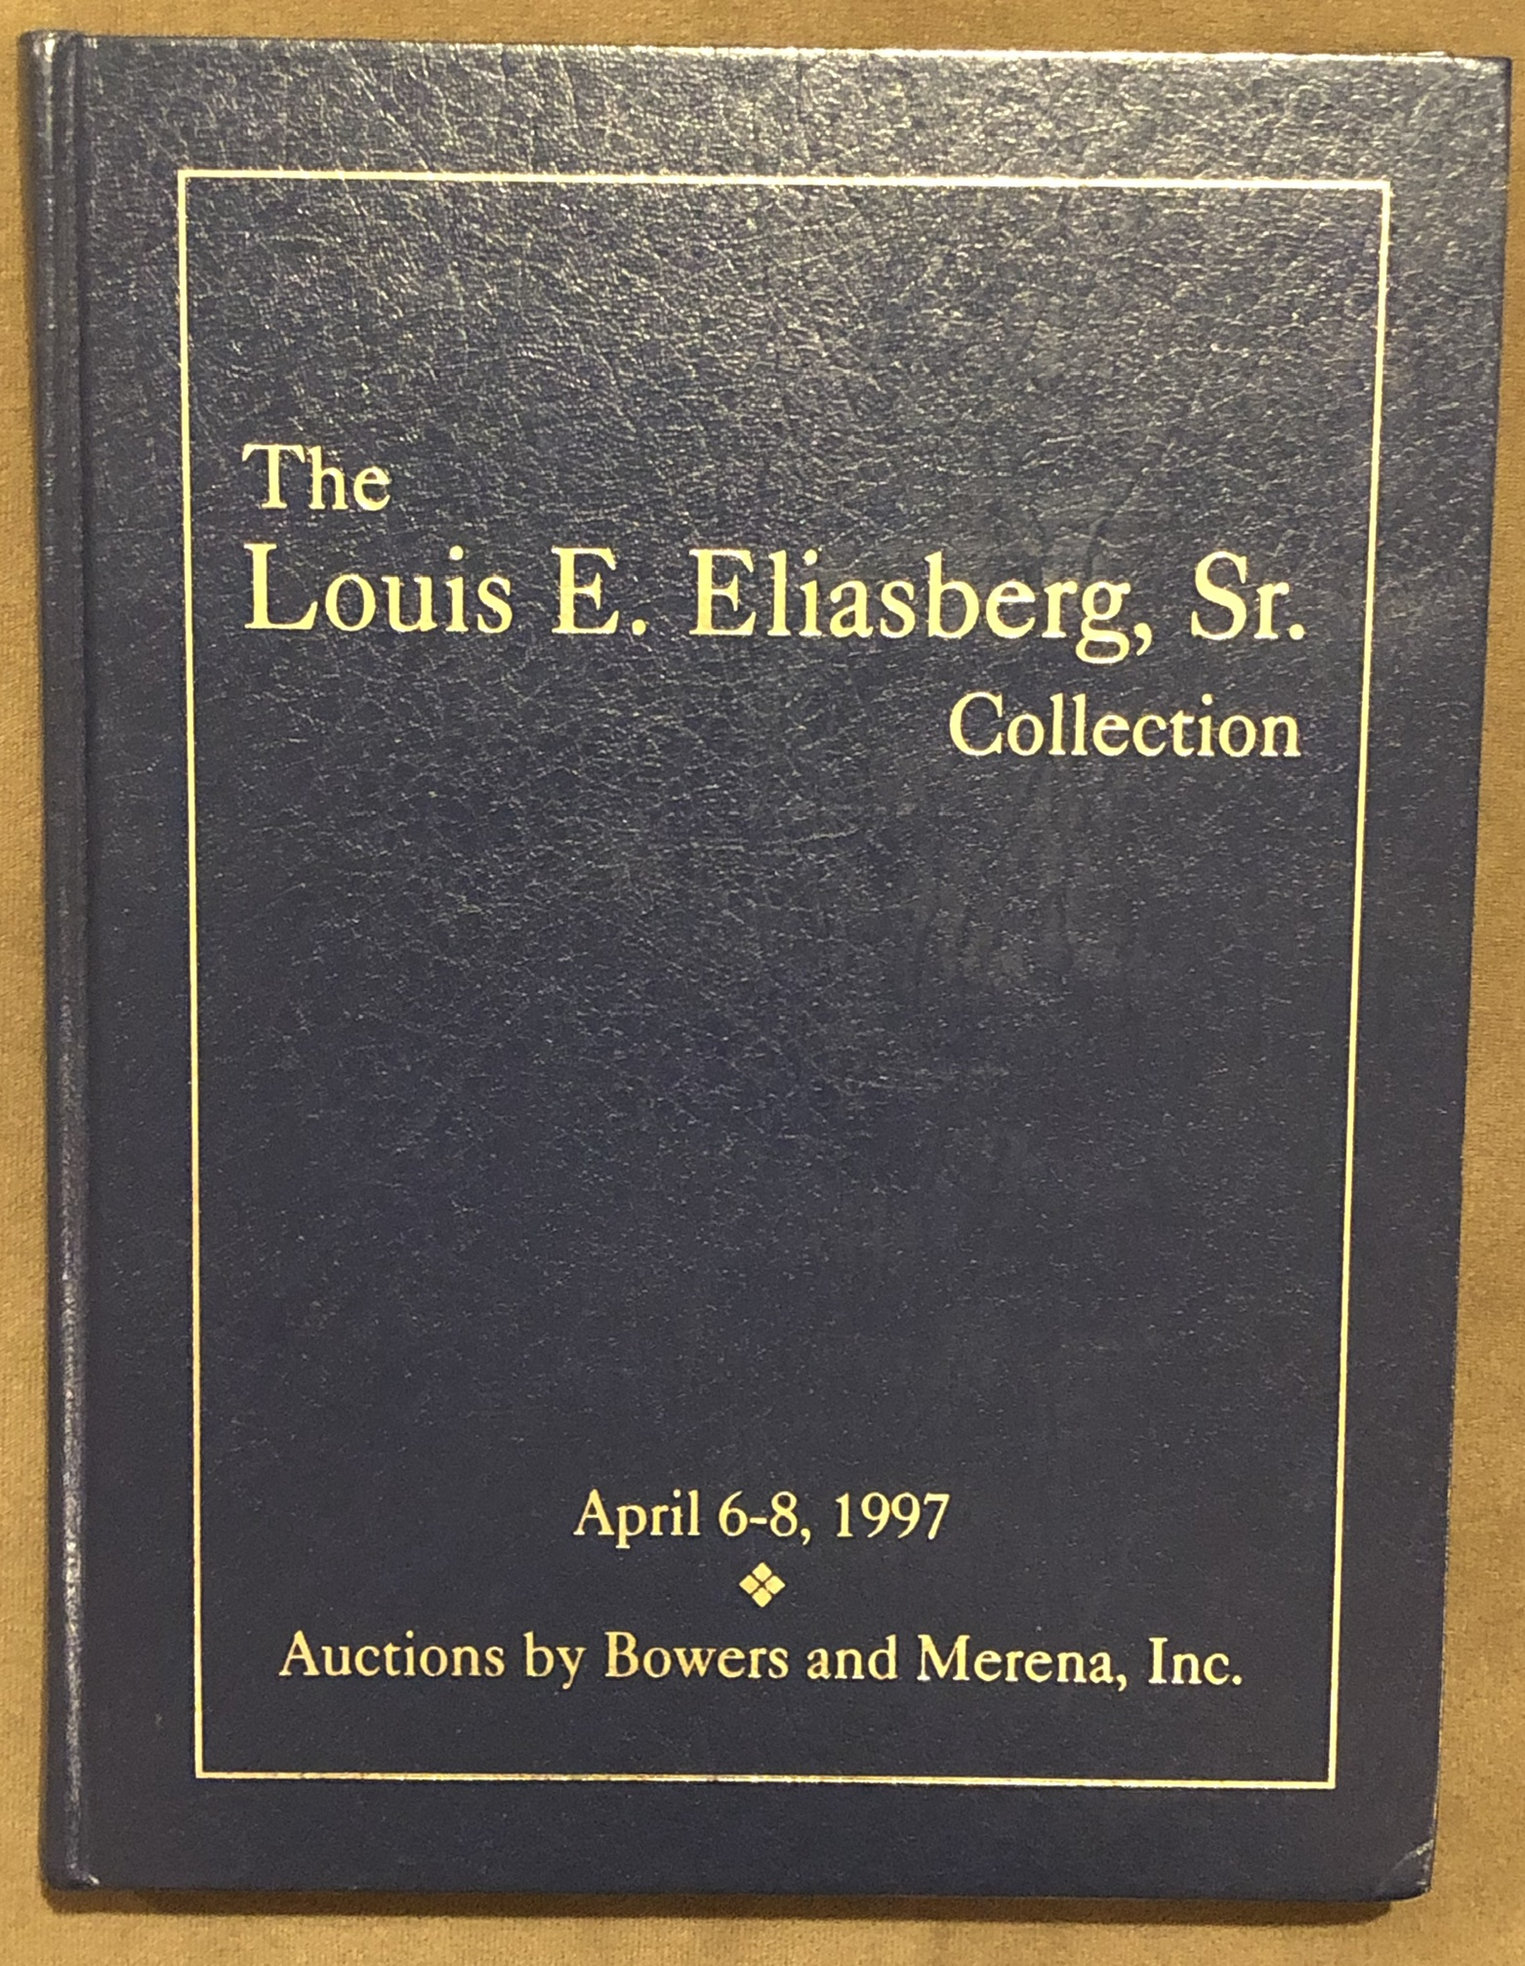 The
Louis E. Eliasberg, Sr.
Collection
April 6-8, 1997
Auctions by Bowers and Merena, Inc.